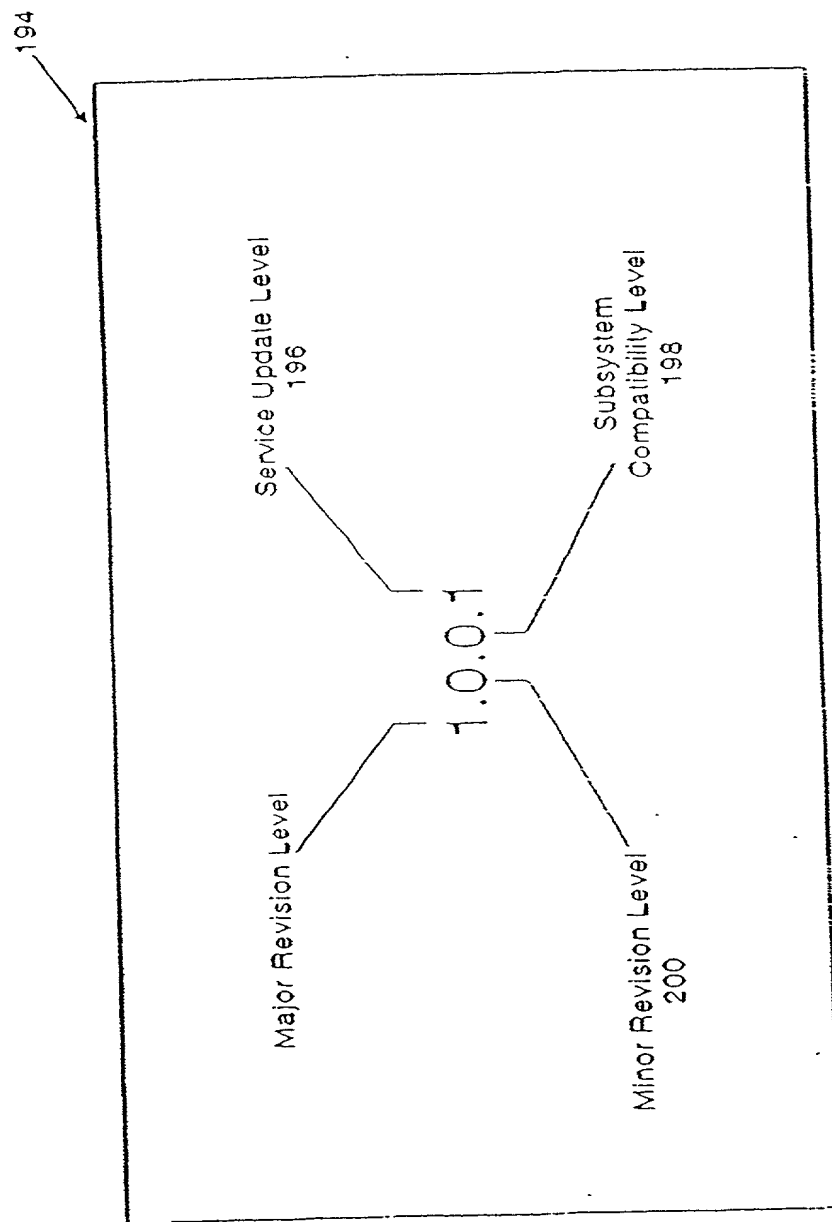 194
Major Revision Level
Service Update Level
196
1.0.0.1
Minor Revision Level
200
Subsystem
Compatibility Level
198